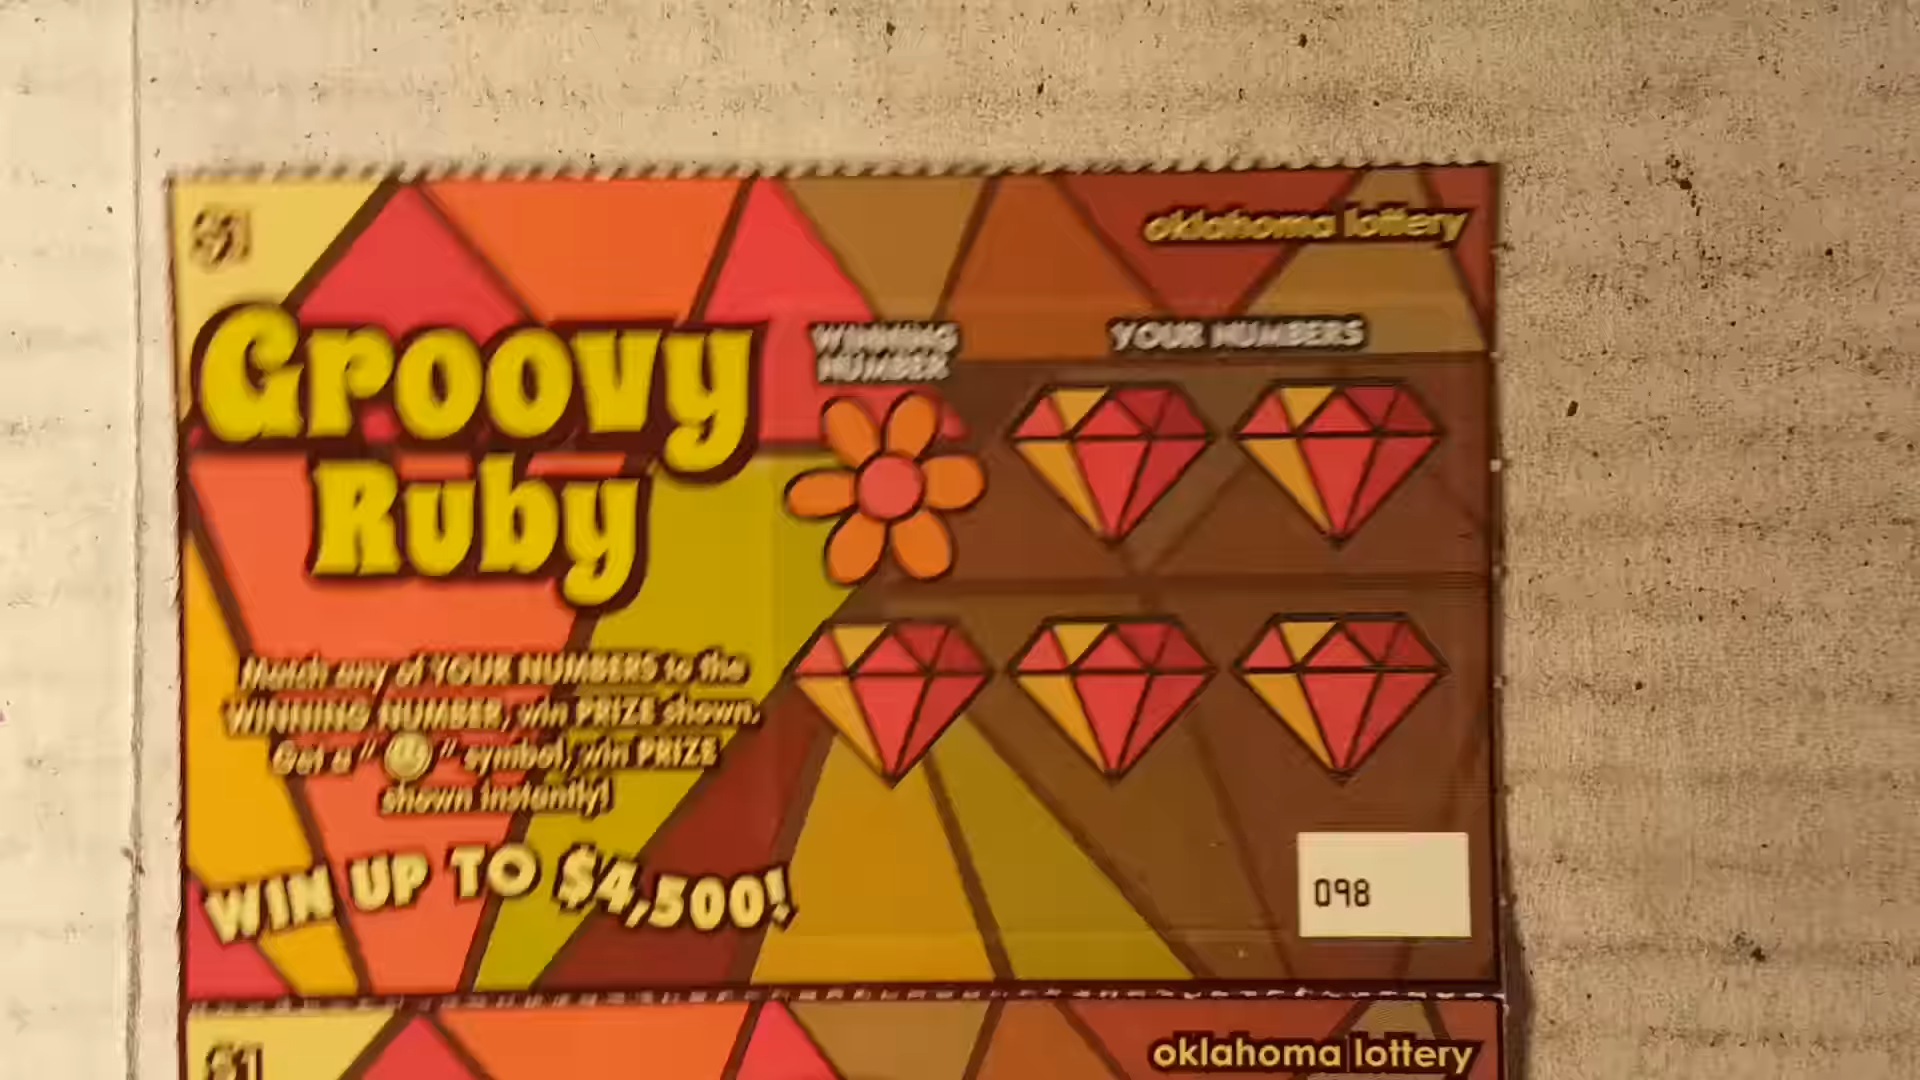 $1
oklahoma lottery
Groovy
Ruby
WINNING
NUMBER
YOUR NUMBERS
Match any of YOUR NUMBERS to the
WINNING NUMBER, win PRIZE shown.
Get a " " symbol, win PRIZE
shown instantly!
WIN UP TO $4,500!
098
$1
oklahoma lottery